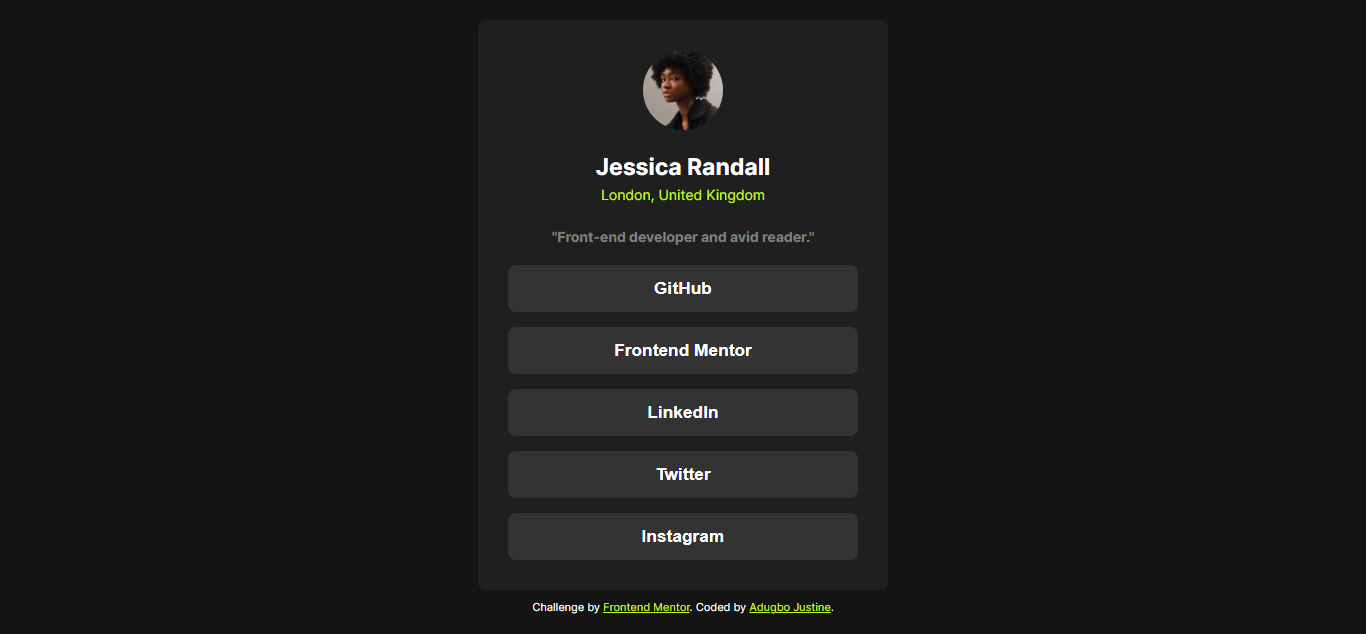 Jessica Randall
London, United Kingdom
"Front-end developer and avid reader."
GitHub
Frontend Mentor
LinkedIn
Twitter
Instagram
Challenge by Frontend Mentor. Coded by Adugbo Justine.